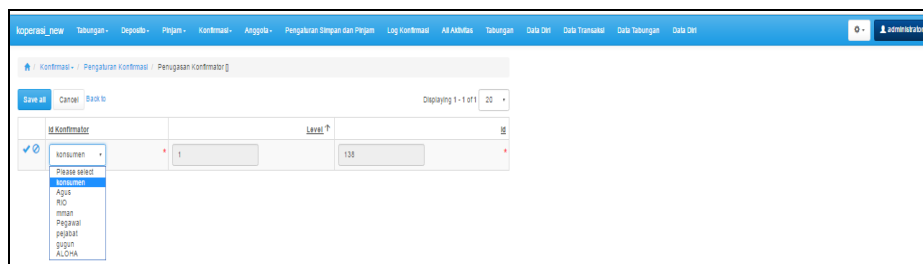 koperasi_new Tabungan Deposito Pinjam Konfirmasi Anggota Pengaturan Simpan dan Pinjam Log Konfirmasi All Aktivitas Tabungan Data Diri Data Transaksi Data Tabungan Data Diri administrator
/ Konfirmasi / Pengaturan Konfirmasi / Penugasan Konfirmator []
Save all Cancel Back to Displaying 1 - 1 of 1 20
Id Konfirmator Level Id
konsumen * 1 138 *
Please select
konsumen
Agus
RIO
mman
Pegawai
pejabat
gugun
ALOHA